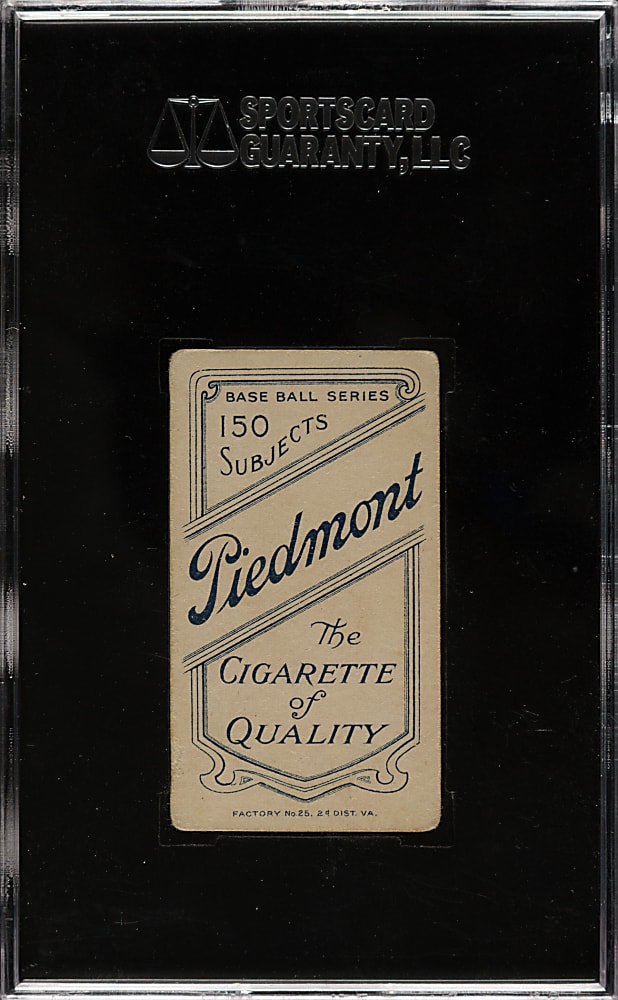 SPORTSCARD
GUARANTY, LLC
BASE BALL SERIES
150
SUBJECTS
Piedmont
The
CIGARETTE
of
QUALITY
FACTORY No. 25, 2d DIST. VA.